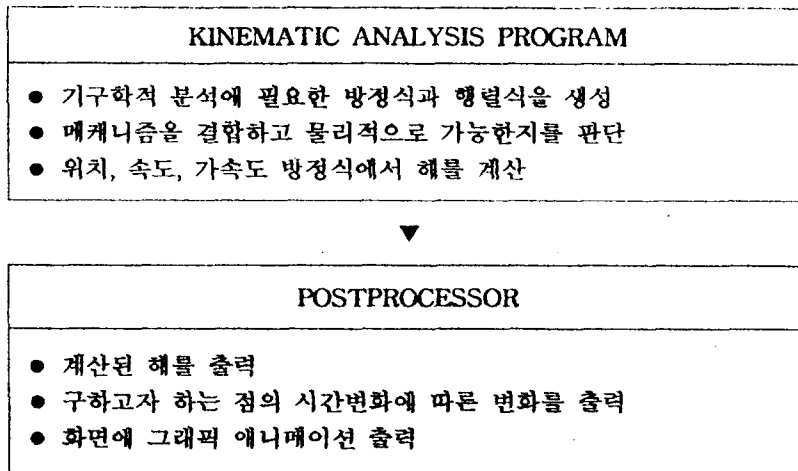 KINEMATIC ANALYSIS PROGRAM
● 기구학적 분석에 필요한 방정식과 행렬식을 생성
● 메캐니즘을 결합하고 물리적으로 가능한지를 판단
● 위치, 속도, 가속도 방정식에서 해를 계산
▼
POSTPROCESSOR
● 계산된 해를 출력
● 구하고자 하는 점의 시간변화에 따른 변화를 출력
● 화면에 그래픽 애니매이션 출력